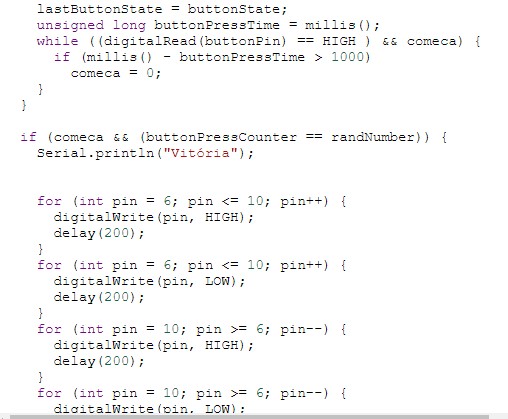 lastButtonState = buttonState;
unsigned long buttonPressTime = millis();
while ((digitalRead(buttonPin) == HIGH ) && comeca) {
if (millis() - buttonPressTime > 1000)
comeca = 0;
}
}
if (comeca && (buttonPressCounter == randNumber)) {
Serial.println("Vitória");
for (int pin = 6; pin <= 10; pin++) {
digitalWrite(pin, HIGH);
delay(200);
}
for (int pin = 6; pin <= 10; pin++) {
digitalWrite(pin, LOW);
delay(200);
}
for (int pin = 10; pin >= 6; pin--) {
digitalWrite(pin, HIGH);
delay(200);
}
for (int pin = 10; pin >= 6; pin--) {
digitalWrite(pin, LOW);